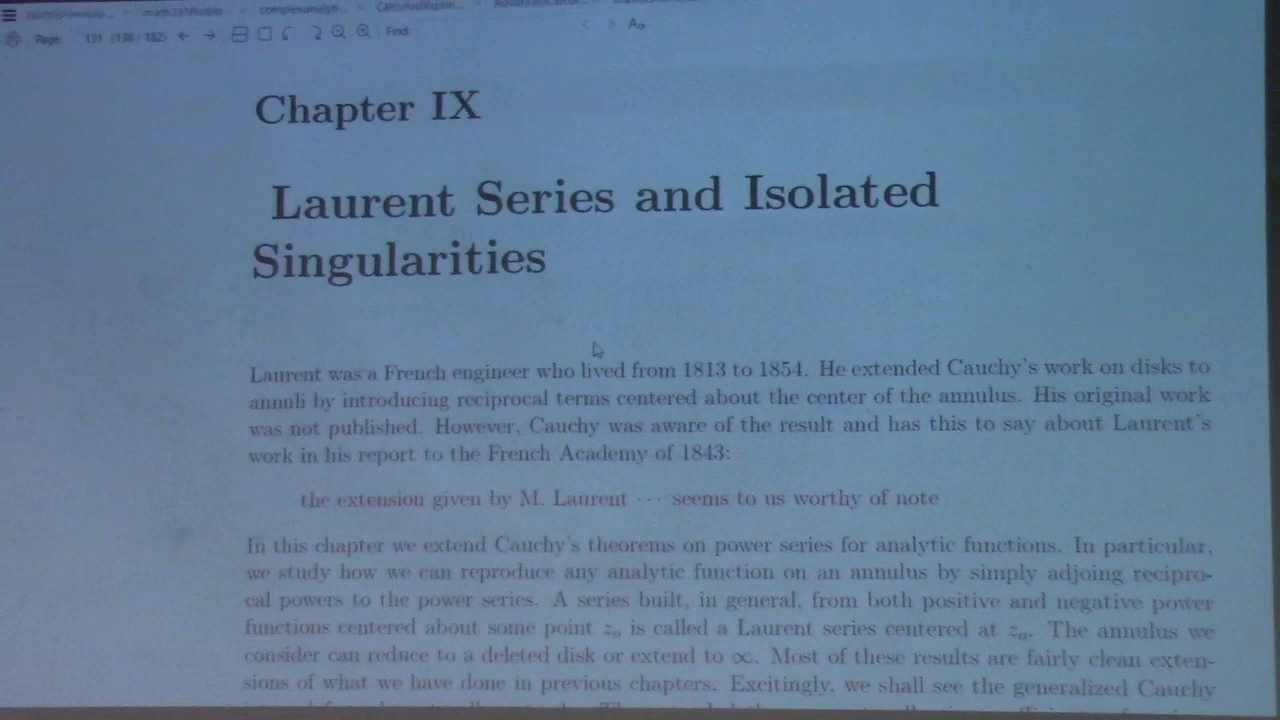 Page: 131 (138 / 182) Find:
Chapter IX
Laurent Series and Isolated
Singularities
Laurent was a French engineer who lived from 1813 to 1854. He extended Cauchy's work on disks to
annuli by introducing reciprocal terms centered about the center of the annulus. His original work
was not published. However, Cauchy was aware of the result and has this to say about Laurent's
work in his report to the French Academy of 1843:
the extension given by M. Laurent ··· seems to us worthy of note
In this chapter we extend Cauchy's theorems on power series for analytic functions. In particular,
we study how we can reproduce any analytic function on an annulus by simply adjoing recipro-
cal powers to the power series. A series built, in general, from both positive and negative power
functions centered about some point zₒ is called a Laurent series centered at zₒ. The annulus we
consider can reduce to a deleted disk or extend to ∞. Most of these results are fairly clean exten-
sions of what we have done in previous chapters. Excitingly, we shall see the generalized Cauchy